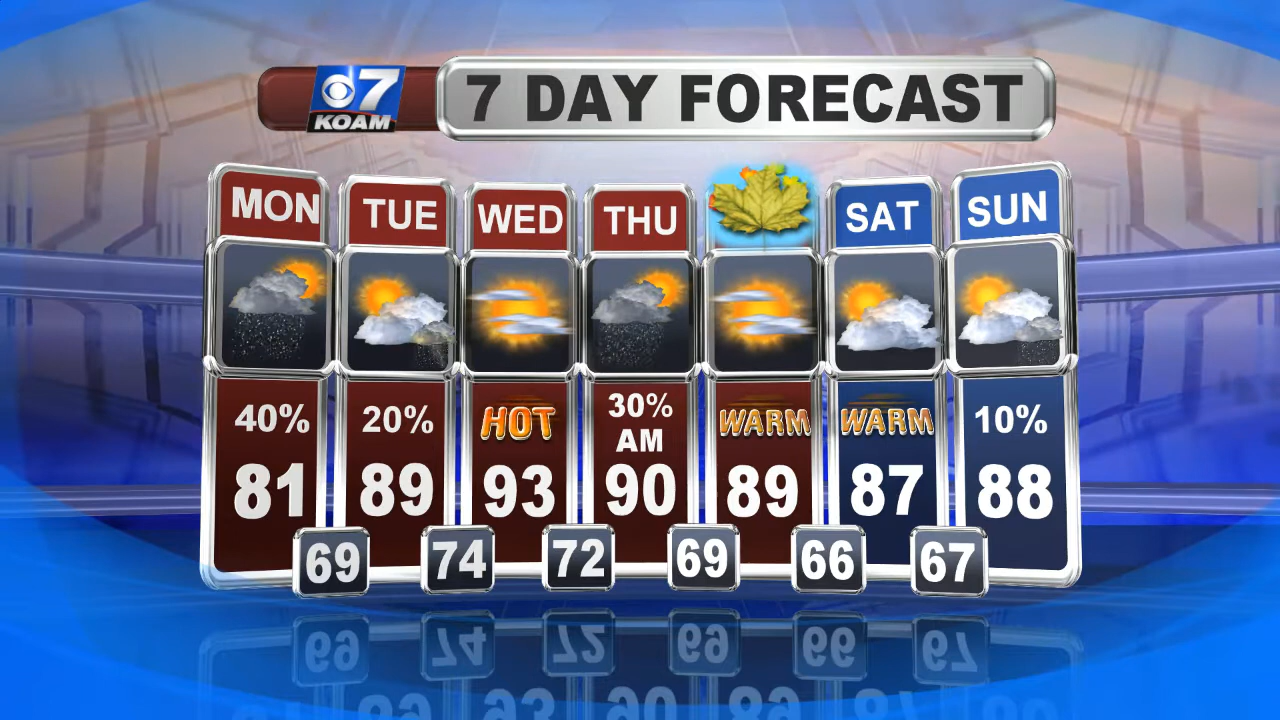 7
KOAM
7 DAY FORECAST
MON TUE WED THU SAT SUN
40% 20% HOT 30% AM WARM WARM 10%
81 89 93 90 89 87 88
69 74 72 69 66 67